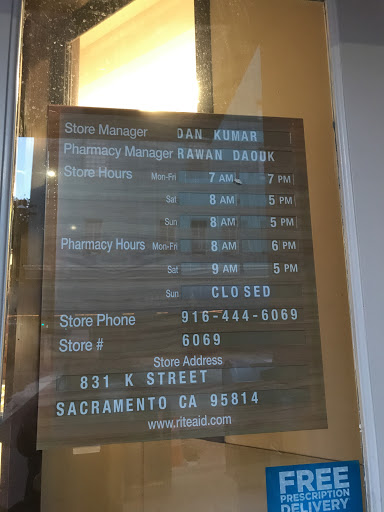 Store Manager DAN KUMAR
Pharmacy Manager RAWAN DAOUK
Store Hours Mon-Fri 7 AM 7 PM
Sat 8 AM 5 PM
Sun 8 AM 5 PM
Pharmacy Hours Mon-Fri 8 AM 6 PM
Sat 9 AM 5 PM
Sun CLOSED
Store Phone 916-444-6069
Store # 6069
Store Address
831 K STREET
SACRAMENTO CA 95814
www.riteaid.com
FREE
PRESCRIPTION
DELIVERY